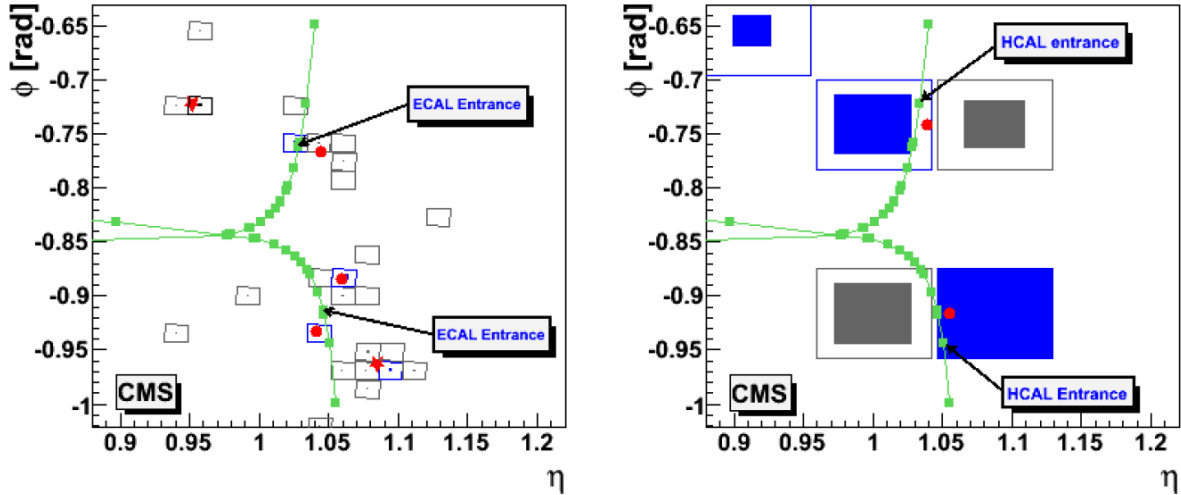 ϕ [rad]
-0.65
-0.7
-0.75
-0.8
-0.85
-0.9
-0.95
-1
ECAL Entrance
ECAL Entrance
CMS
0.9 0.95 1 1.05 1.1 1.15 1.2
η
ϕ [rad]
-0.65
-0.7
-0.75
-0.8
-0.85
-0.9
-0.95
-1
HCAL entrance
HCAL Entrance
CMS
0.9 0.95 1 1.05 1.1 1.15 1.2
η